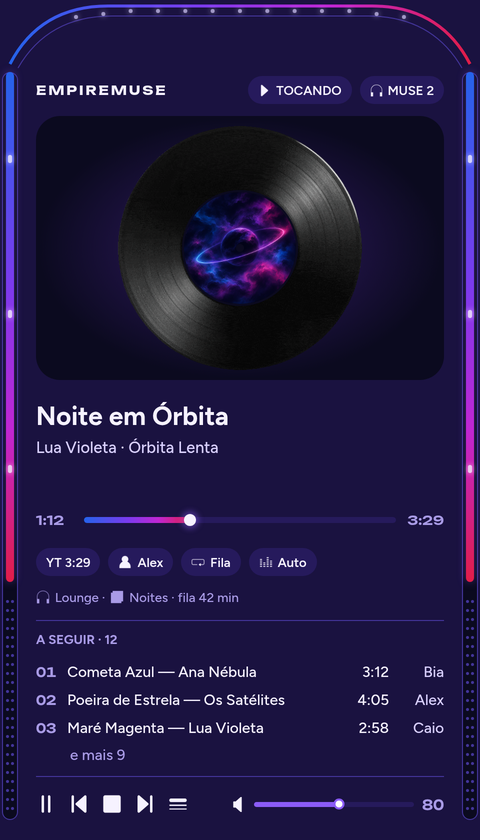 EMPIREMUSE TOCANDO MUSE 2
Noite em Órbita
Lua Violeta · Órbita Lenta
1:12 3:29
YT 3:29 Alex Fila Auto
Lounge · Noites · fila 42 min
A SEGUIR · 12
01 Cometa Azul — Ana Nébula 3:12 Bia
02 Poeira de Estrela — Os Satélites 4:05 Alex
03 Maré Magenta — Lua Violeta 2:58 Caio
e mais 9
80